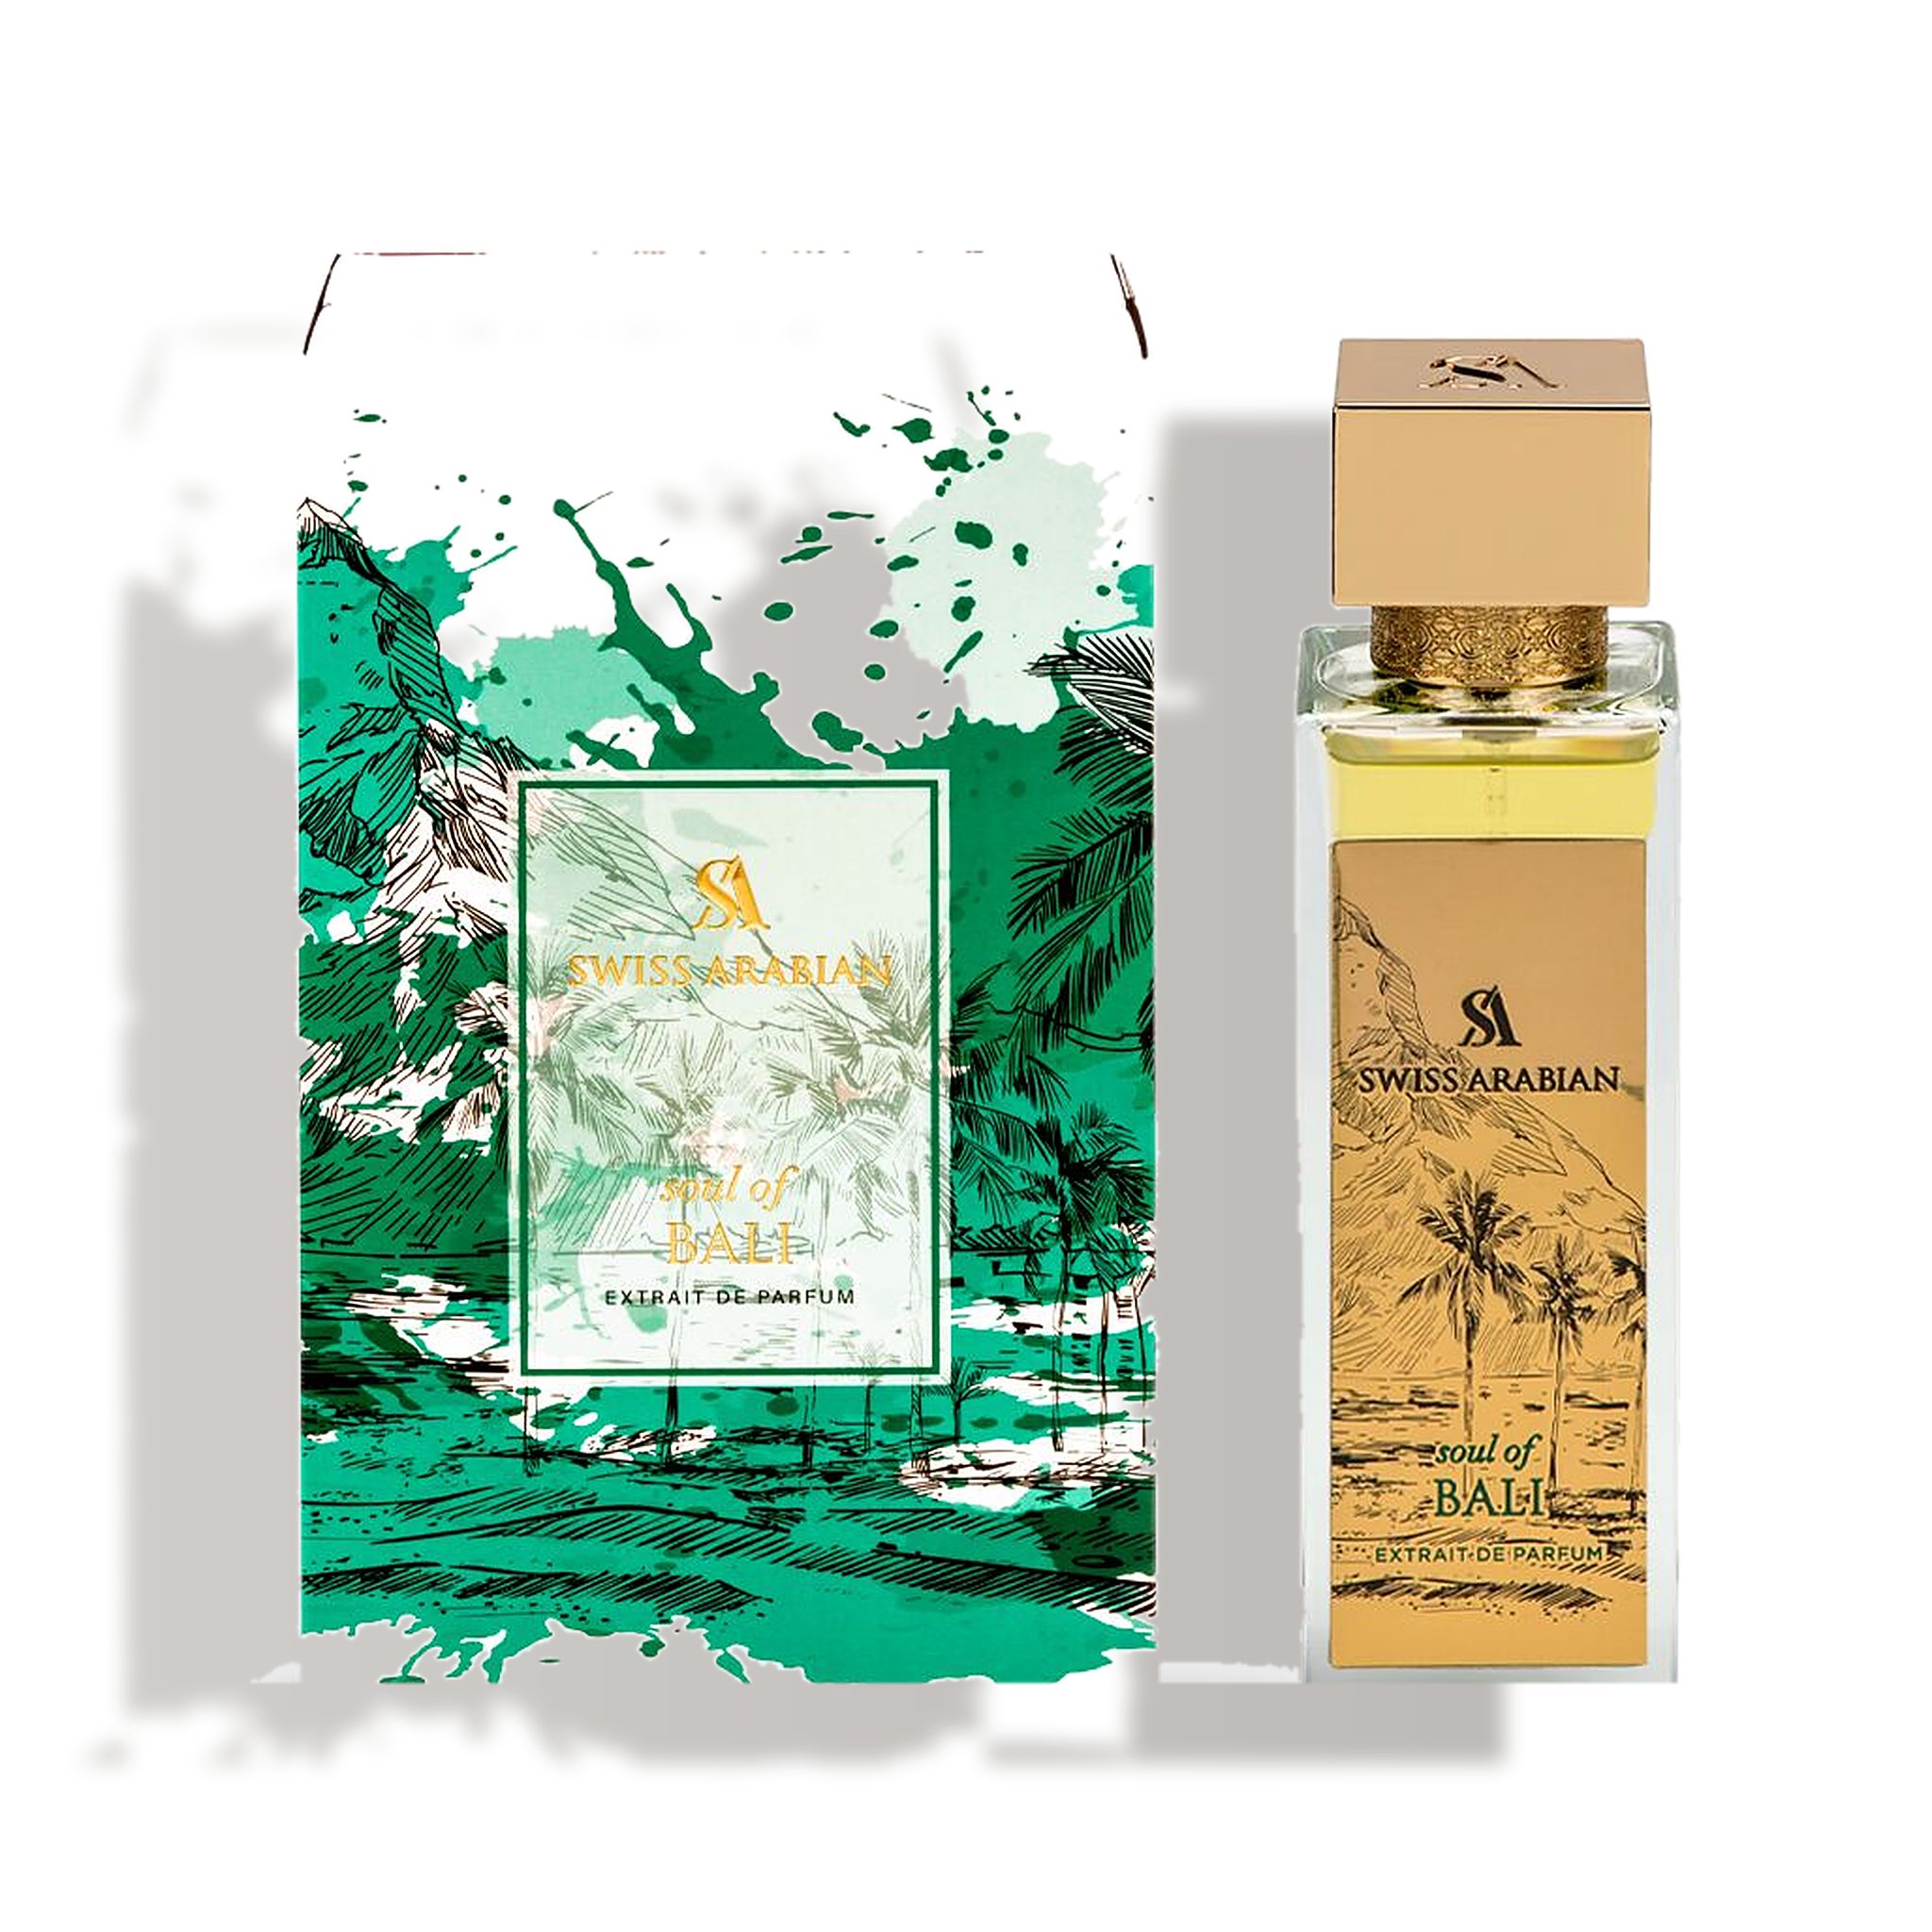 SA
SWISS ARABIAN
soul of
BALI
EXTRAIT DE PARFUM
SA
SA
SWISS ARABIAN
soul of
BALI
EXTRAIT DE PARFUM